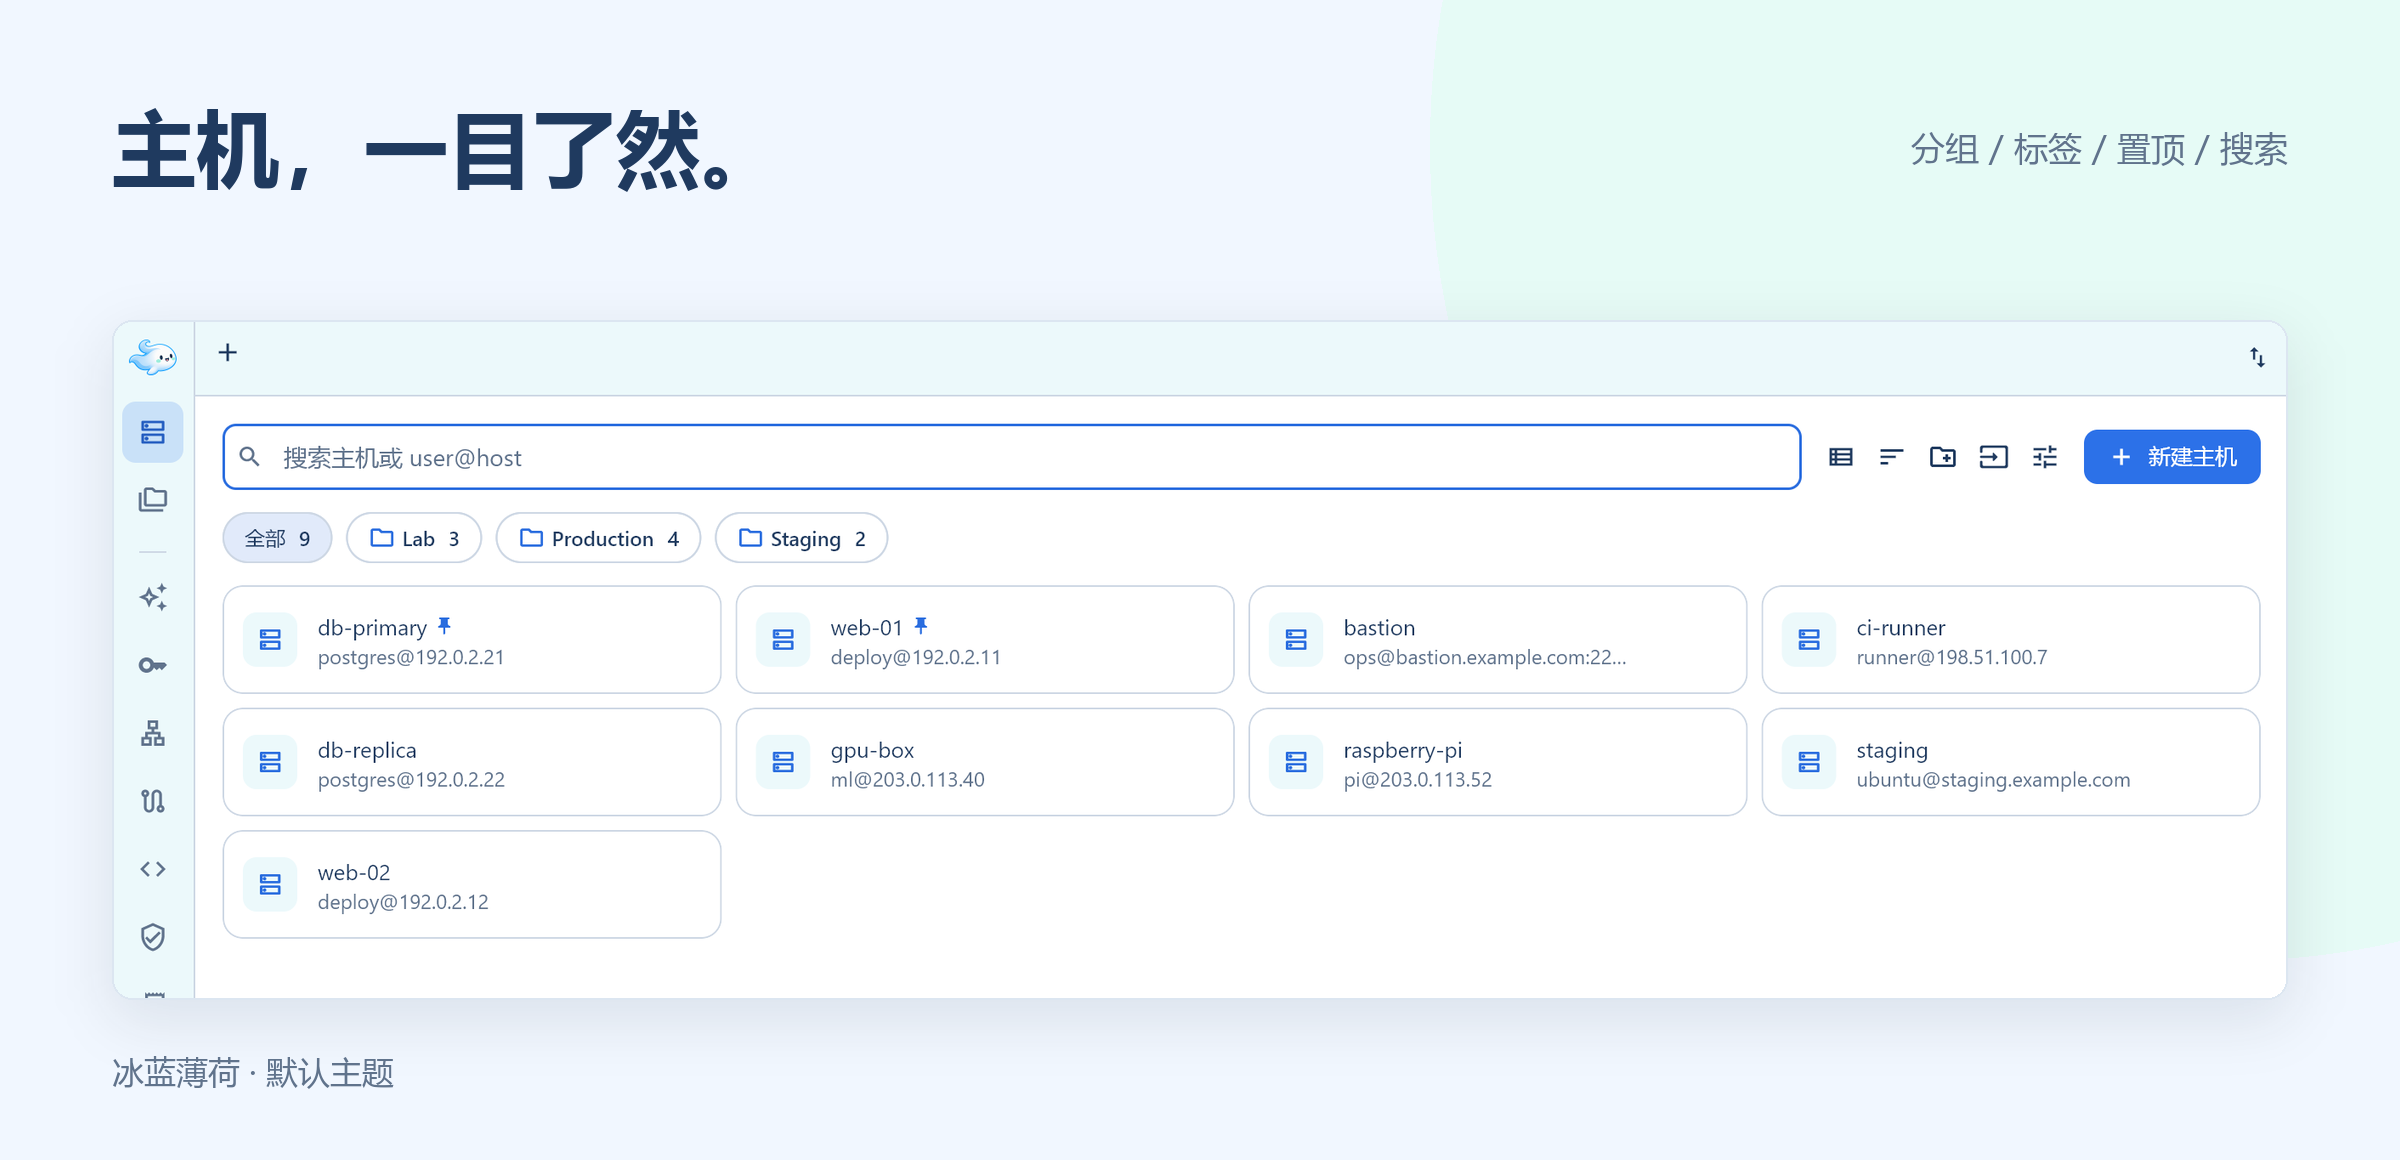 主机，一目了然。
分组 / 标签 / 置顶 / 搜索
搜索主机或 user@host
新建主机
全部 9
Lab 3
Production 4
Staging 2
db-primary
postgres@192.0.2.21
web-01
deploy@192.0.2.11
bastion
ops@bastion.example.com:22...
ci-runner
runner@198.51.100.7
db-replica
postgres@192.0.2.22
gpu-box
ml@203.0.113.40
raspberry-pi
pi@203.0.113.52
staging
ubuntu@staging.example.com
web-02
deploy@192.0.2.12
冰蓝薄荷 · 默认主题